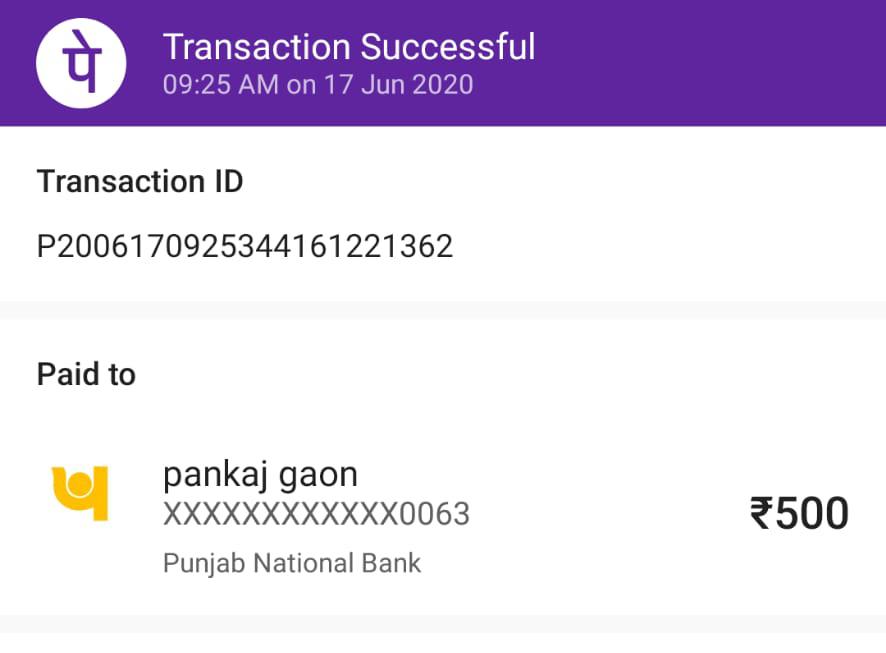 पे
Transaction Successful
09:25 AM on 17 Jun 2020
Transaction ID
P2006170925344161221362
Paid to
pankaj gaon
XXXXXXXXXXXX0063
₹500
Punjab National Bank